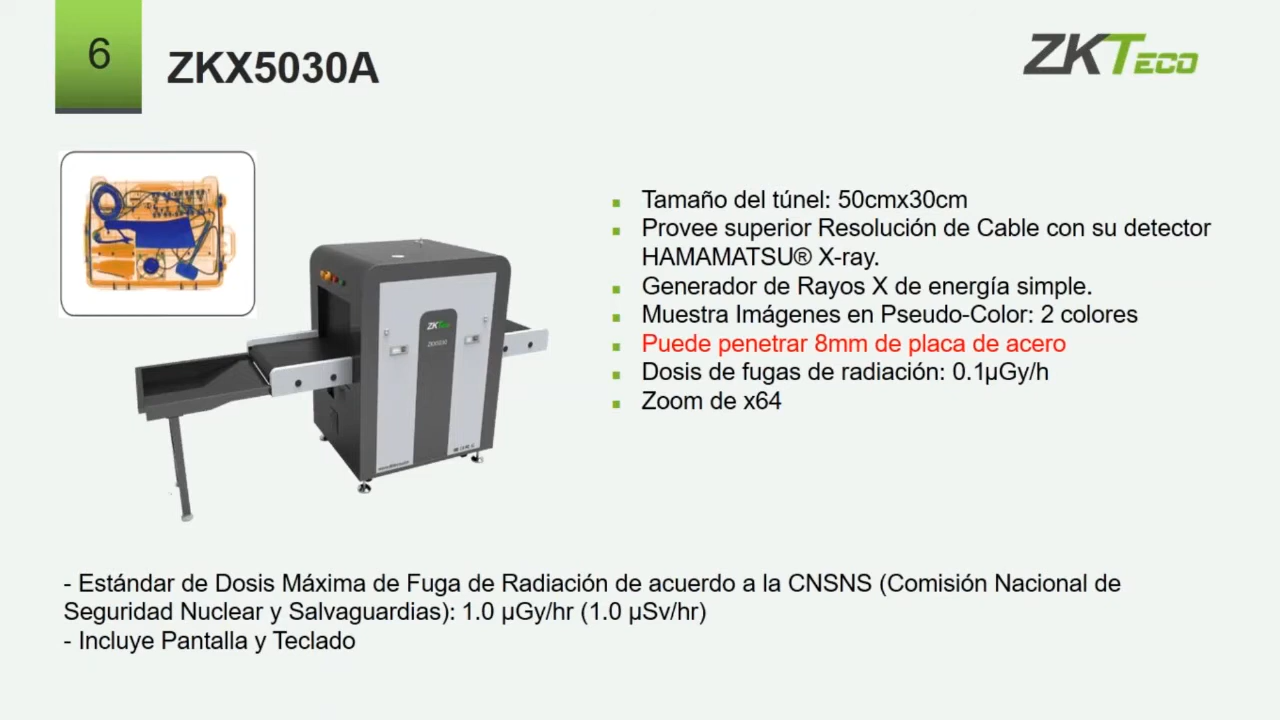 6
ZKX5030A
ZKTECO
Tamaño del túnel: 50cmx30cm
Provee superior Resolución de Cable con su detector
HAMAMATSU® X-ray.
Generador de Rayos X de energía simple.
Muestra Imágenes en Pseudo-Color: 2 colores
Puede penetrar 8mm de placa de acero
Dosis de fugas de radiación: 0.1µGy/h
Zoom de x64
ZKTeco
- Estándar de Dosis Máxima de Fuga de Radiación de acuerdo a la CNSNS (Comisión Nacional de
Seguridad Nuclear y Salvaguardias): 1.0 µGy/hr (1.0 µSv/hr)
- Incluye Pantalla y Teclado